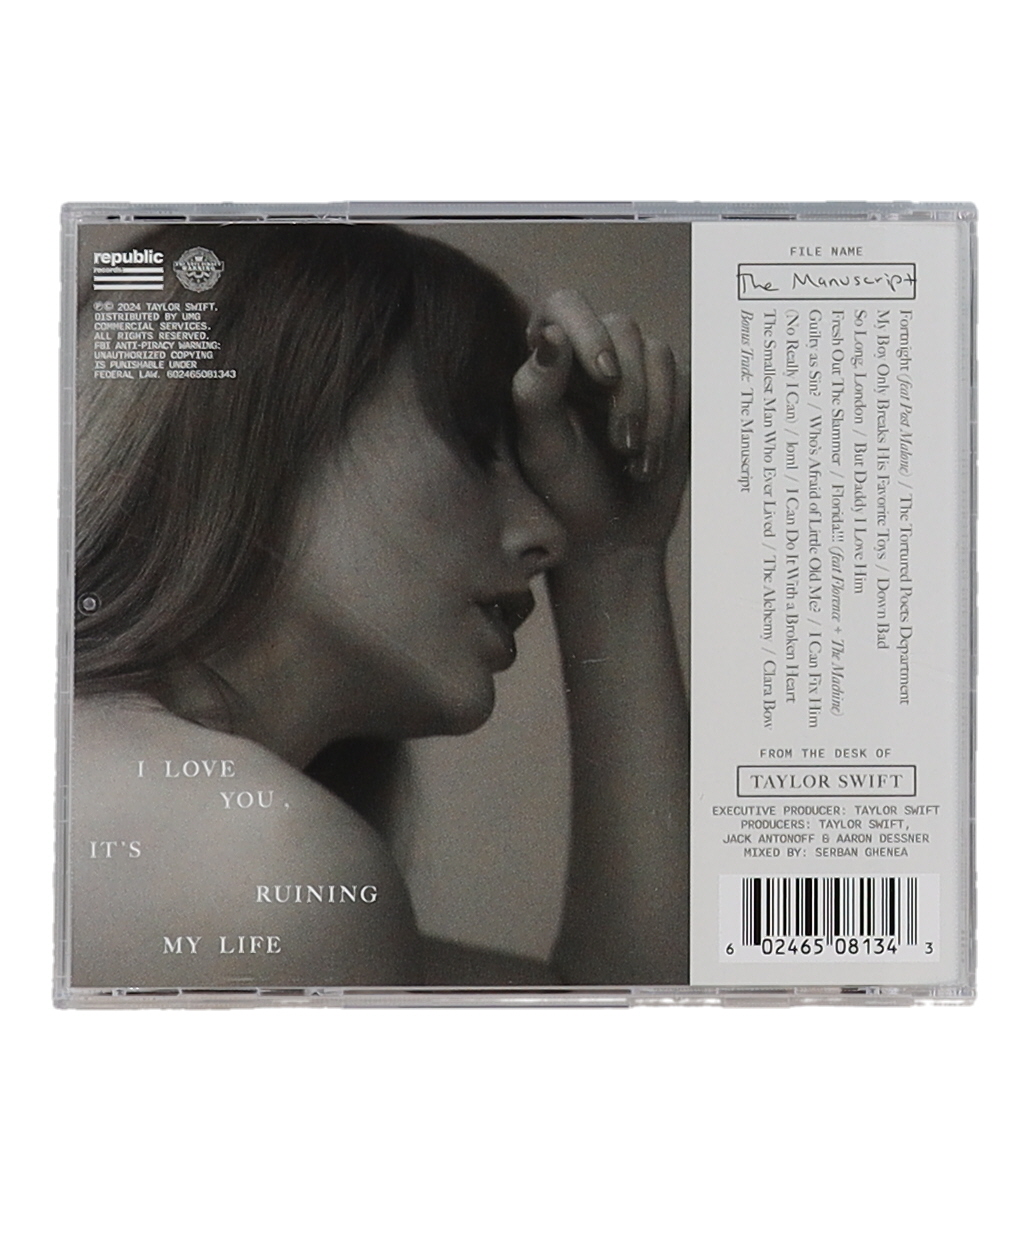 republic
records
FBI ANTI-PIRACY
WARNING
℗© 2024 TAYLOR SWIFT.
DISTRIBUTED BY UMG
COMMERCIAL SERVICES.
ALL RIGHTS RESERVED.
FBI ANTI-PIRACY WARNING:
UNAUTHORIZED COPYING
IS PUNISHABLE UNDER
FEDERAL LAW. 602465081343
I LOVE
YOU,
IT'S
RUINING
MY LIFE
FILE NAME
The Manuscript
Fortnight (feat Post Malone) / The Tortured Poets Department
My Boy Only Breaks His Favorite Toys / Down Bad
So Long, London / But Daddy I Love Him
Fresh Out The Slammer / Florida!!! (feat Florence + The Machine)
Guilty as Sin? / Who's Afraid of Little Old Me? / I Can Fix Him
(No Really I Can) / loml / I Can Do It With a Broken Heart
The Smallest Man Who Ever Lived / The Alchemy / Clara Bow
Bonus Track: The Manuscript
FROM THE DESK OF
TAYLOR SWIFT
EXECUTIVE PRODUCER: TAYLOR SWIFT
PRODUCERS: TAYLOR SWIFT,
JACK ANTONOFF & AARON DESSNER
MIXED BY: SERBAN GHENEA
6 02465 08134 3